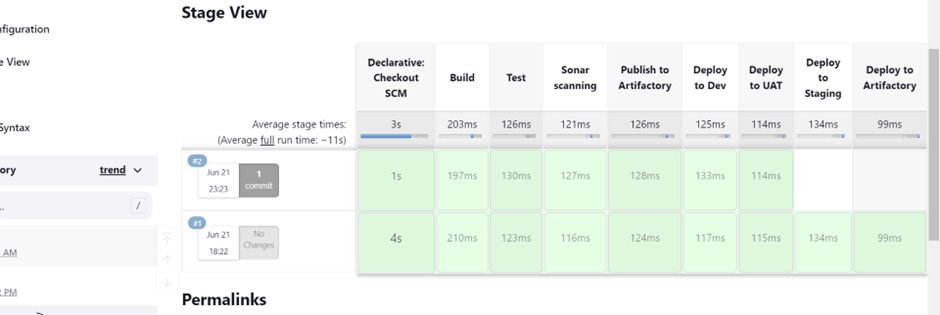 Stage View
nfiguration
e View
Syntax
ory trend
.. /
AM
PM
Declarative: Checkout SCM
Build
Test
Sonar scanning
Publish to Artifactory
Deploy to Dev
Deploy to UAT
Deploy to Staging
Deploy to Artifactory
Average stage times:
(Average full run time: ~11s)
3s 203ms 126ms 121ms 126ms 125ms 114ms 134ms 99ms
#2
Jun 21
23:23
1
commit
1s 197ms 130ms 127ms 128ms 133ms 114ms
#1
Jun 21
18:22
No
Changes
4s 210ms 123ms 116ms 124ms 117ms 115ms 134ms 99ms
Permalinks